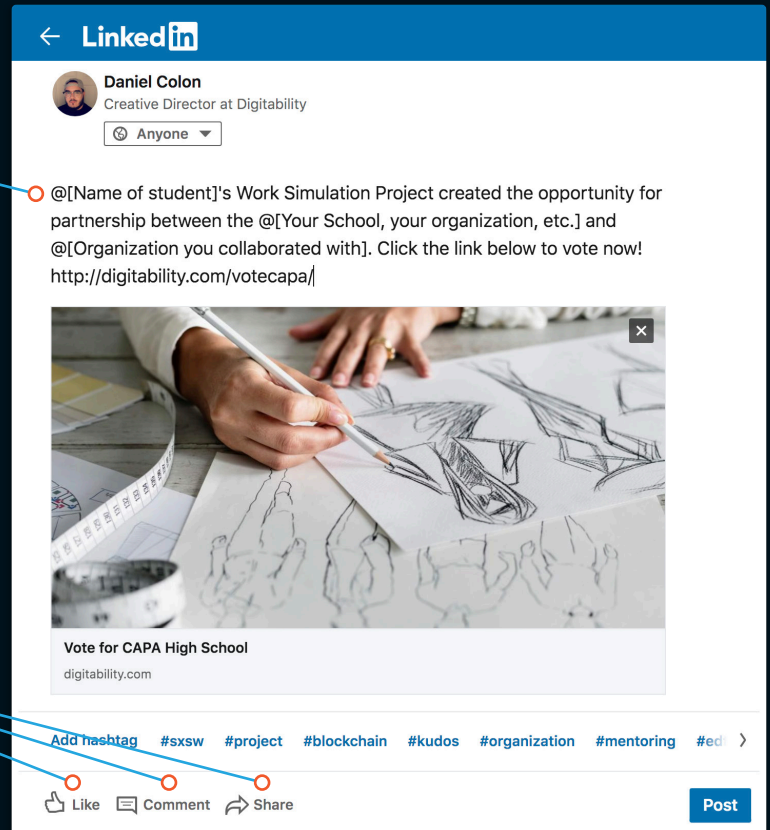 Linked in
Daniel Colon
Creative Director at Digitability
Anyone
@[Name of student]'s Work Simulation Project created the opportunity for
partnership between the @[Your School, your organization, etc.] and
@[Organization you collaborated with]. Click the link below to vote now!
http://digitability.com/votecapa/
Vote for CAPA High School
digitability.com
Add hashtag #sxsw #project #blockchain #kudos #organization #mentoring
Like Comment Share Post